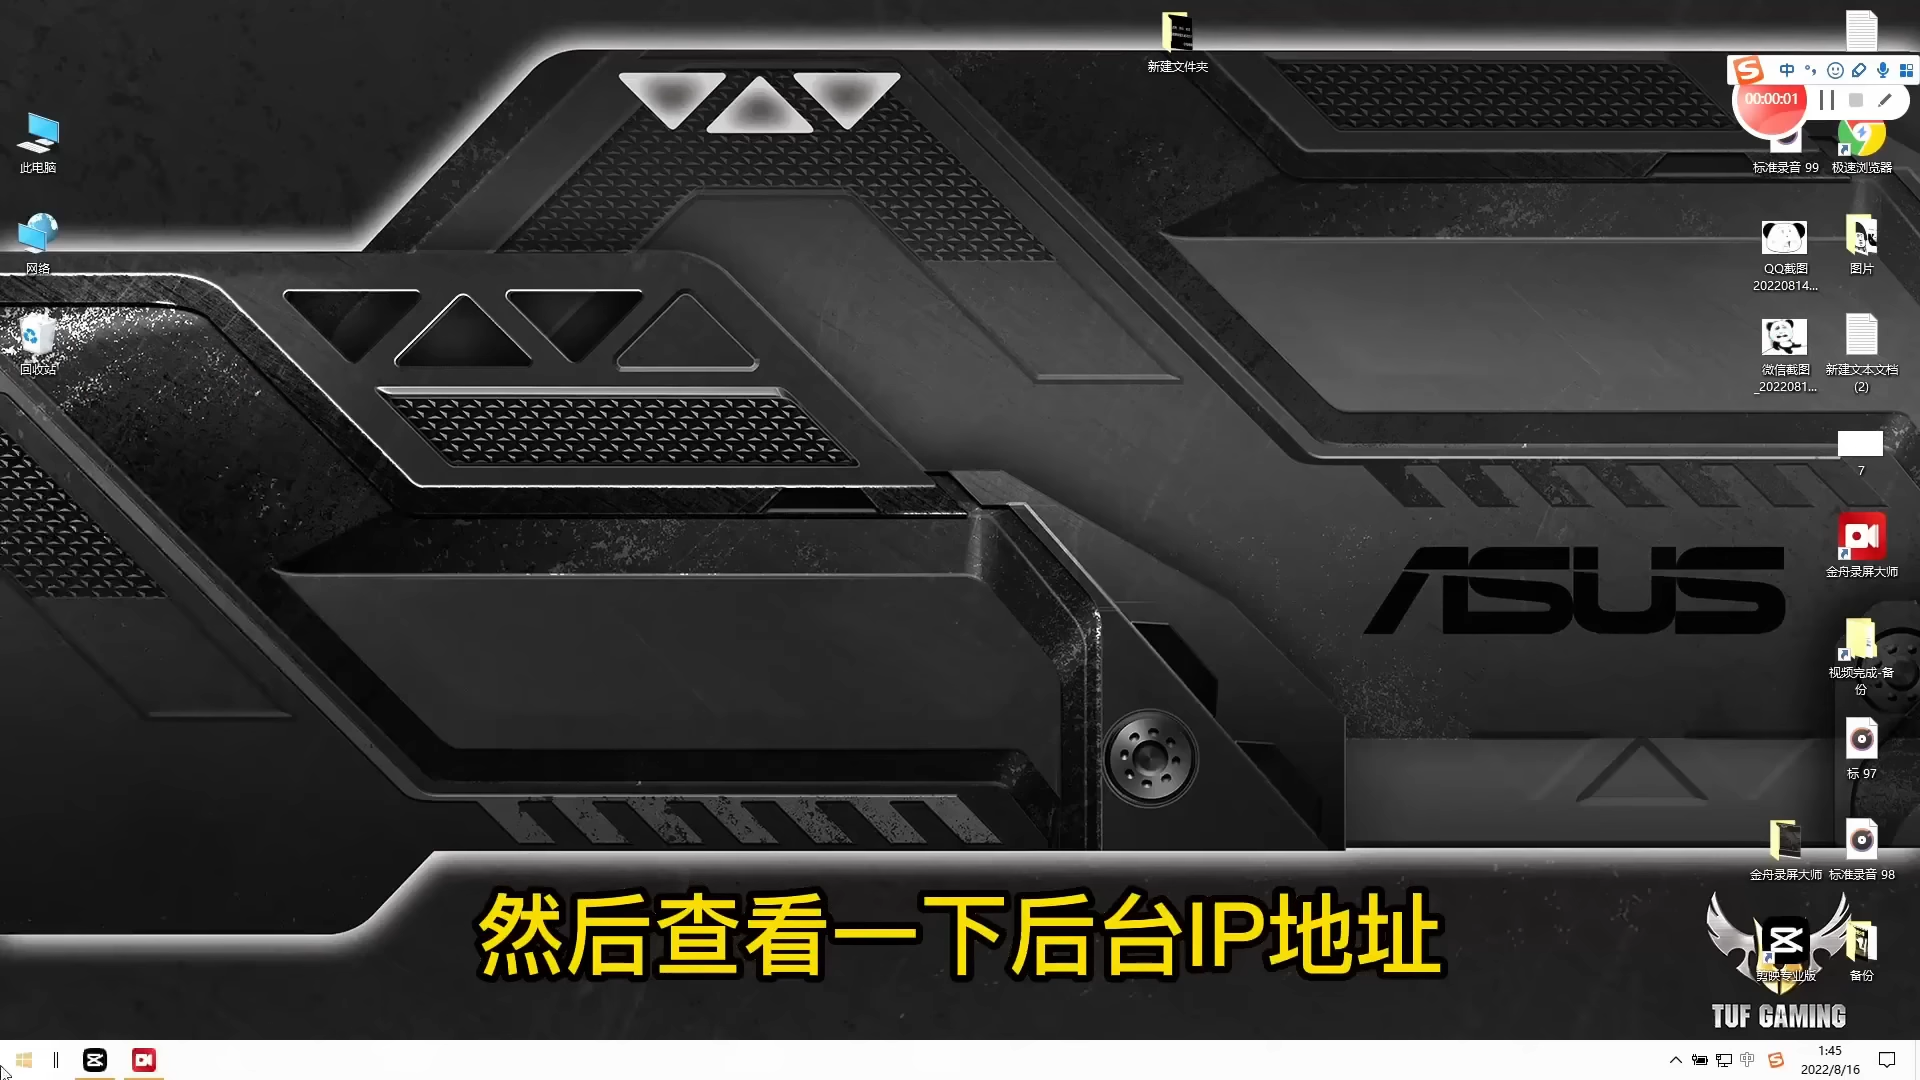 新建文件夹
中
00:00:01
此电脑
标准录音 99
极速浏览器
网络
QQ截图
20220814...
图片
回收站
微信截图
_2022081...
新建文本文档
(2)
7
ASUS
金舟录屏大师
视频完成-备
份
标 97
金舟录屏大师
标准录音 98
然后查看一下后台IP地址
剪映专业版
备份
TUF GAMING
中
1:45
2022/8/16